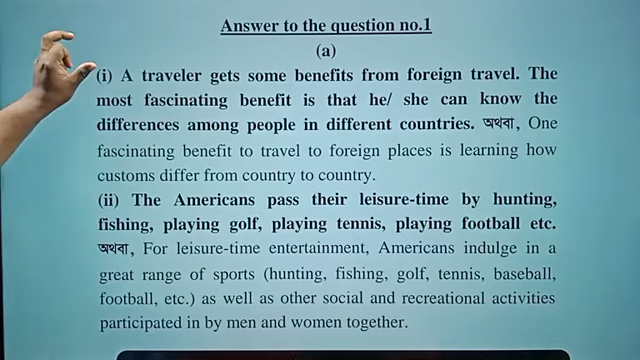 Answer to the question no.1
(a)
(i) A traveler gets some benefits from foreign travel. The
most fascinating benefit is that he/ she can know the
differences among people in different countries. অথবা, One
fascinating benefit to travel to foreign places is learning how
customs differ from country to country.
(ii) The Americans pass their leisure-time by hunting,
fishing, playing golf, playing tennis, playing football etc.
অথবা, For leisure-time entertainment, Americans indulge in a
great range of sports (hunting, fishing, golf, tennis, baseball,
football, etc.) as well as other social and recreational activities
participated in by men and women together.